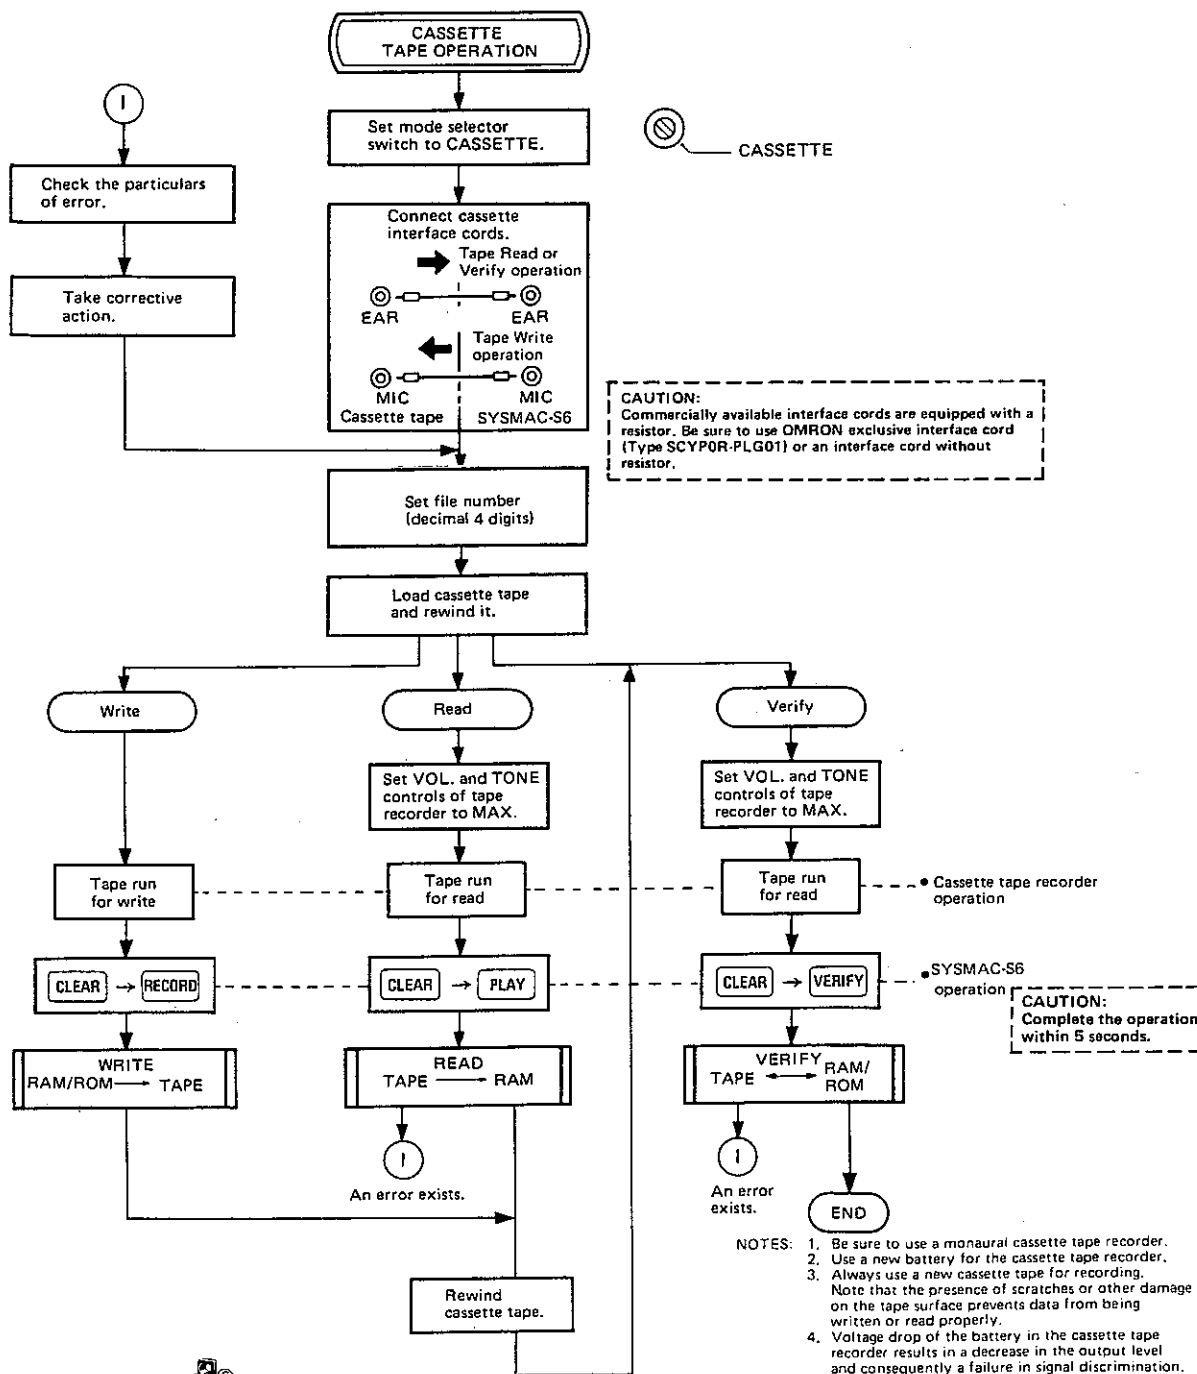 CASSETTE
TAPE OPERATION
Set mode selector
switch to CASSETTE.
CASSETTE
I
Check the particulars
of error.
Take corrective
action.
Connect cassette
interface cords.
Tape Read or
Verify operation
EAR EAR
Tape Write
operation
MIC MIC
Cassette tape SYSMAC-S6
CAUTION:
Commercially available interface cords are equipped with a
resistor. Be sure to use OMRON exclusive interface cord
(Type SCYP0R-PLG01) or an interface cord without
resistor.
Set file number
(decimal 4 digits)
Load cassette tape
and rewind it.
Write
Read
Verify
Set VOL. and TONE
controls of tape
recorder to MAX.
Set VOL. and TONE
controls of tape
recorder to MAX.
Tape run
for write
Tape run
for read
Tape run
for read
• Cassette tape recorder
operation
CLEAR → RECORD
CLEAR → PLAY
CLEAR → VERIFY
• SYSMAC-S6
operation
CAUTION:
Complete the operation
within 5 seconds.
WRITE
RAM/ROM → TAPE
READ
TAPE → RAM
VERIFY
TAPE ↔ RAM/
ROM
I
An error exists.
I
An error
exists.
END
Rewind
cassette tape.
NOTES: 1. Be sure to use a monaural cassette tape recorder.
2. Use a new battery for the cassette tape recorder.
3. Always use a new cassette tape for recording.
Note that the presence of scratches or other damage
on the tape surface prevents data from being
written or read properly.
4. Voltage drop of the battery in the cassette tape
recorder results in a decrease in the output level
and consequently a failure in signal discrimination.